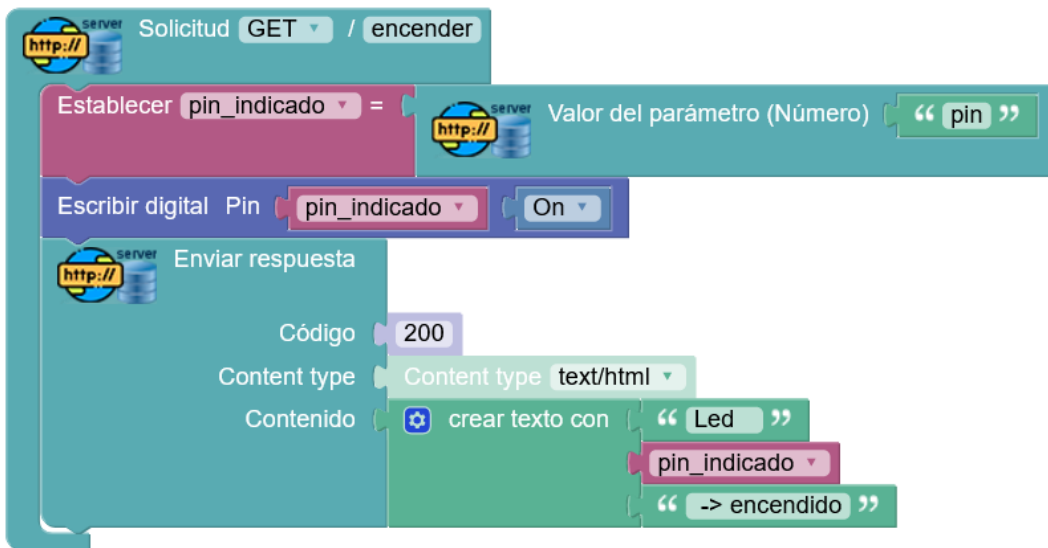 server
http://
Solicitud GET ▾ / encender
Establecer pin_indicado ▾ =
server
http://
Valor del parámetro (Número) “ pin ”
Escribir digital Pin pin_indicado ▾ On ▾
server
http://
Enviar respuesta
Código 200
Content type Content type text/html ▾
Contenido crear texto con “ Led ”
pin_indicado ▾
“ -> encendido ”